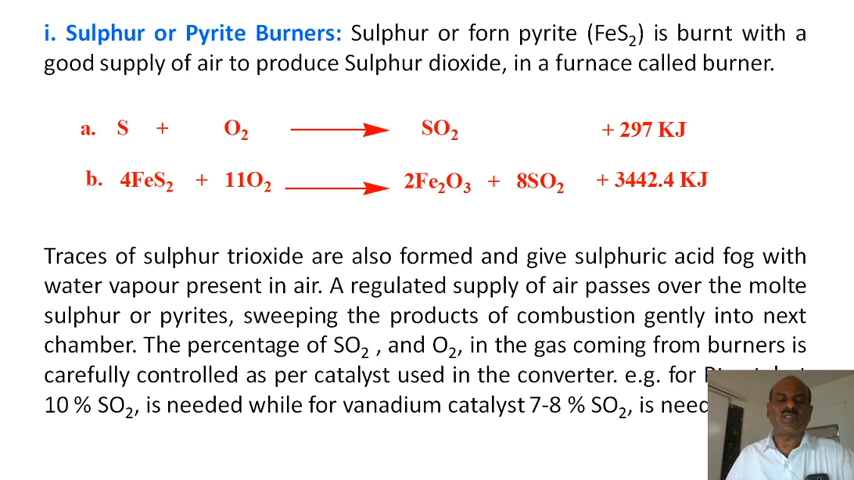 i. Sulphur or Pyrite Burners: Sulphur or forn pyrite (FeS₂) is burnt with a
good supply of air to produce Sulphur dioxide, in a furnace called burner.
a. S + O₂ ⟶ SO₂ + 297 KJ
b. 4FeS₂ + 11O₂ ⟶ 2Fe₂O₃ + 8SO₂ + 3442.4 KJ
Traces of sulphur trioxide are also formed and give sulphuric acid fog with
water vapour present in air. A regulated supply of air passes over the molte
sulphur or pyrites, sweeping the products of combustion gently into next
chamber. The percentage of SO₂ , and O₂, in the gas coming from burners is
carefully controlled as per catalyst used in the converter. e.g. for
10 % SO₂, is needed while for vanadium catalyst 7-8 % SO₂, is